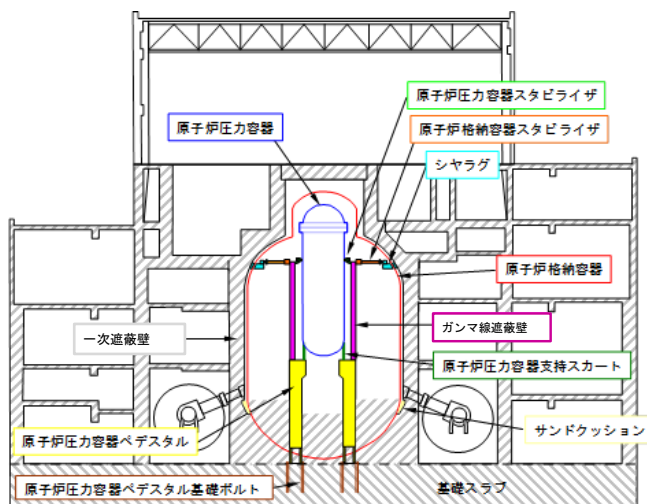 原子炉圧力容器スタビライザ
原子炉圧力容器
原子炉格納容器スタビライザ
シヤラグ
原子炉格納容器
一次遮蔽壁
ガンマ線遮蔽壁
原子炉圧力容器支持スカート
原子炉圧力容器ペデスタル
サンドクッション
原子炉圧力容器ペデスタル基礎ボルト
基礎スラブ